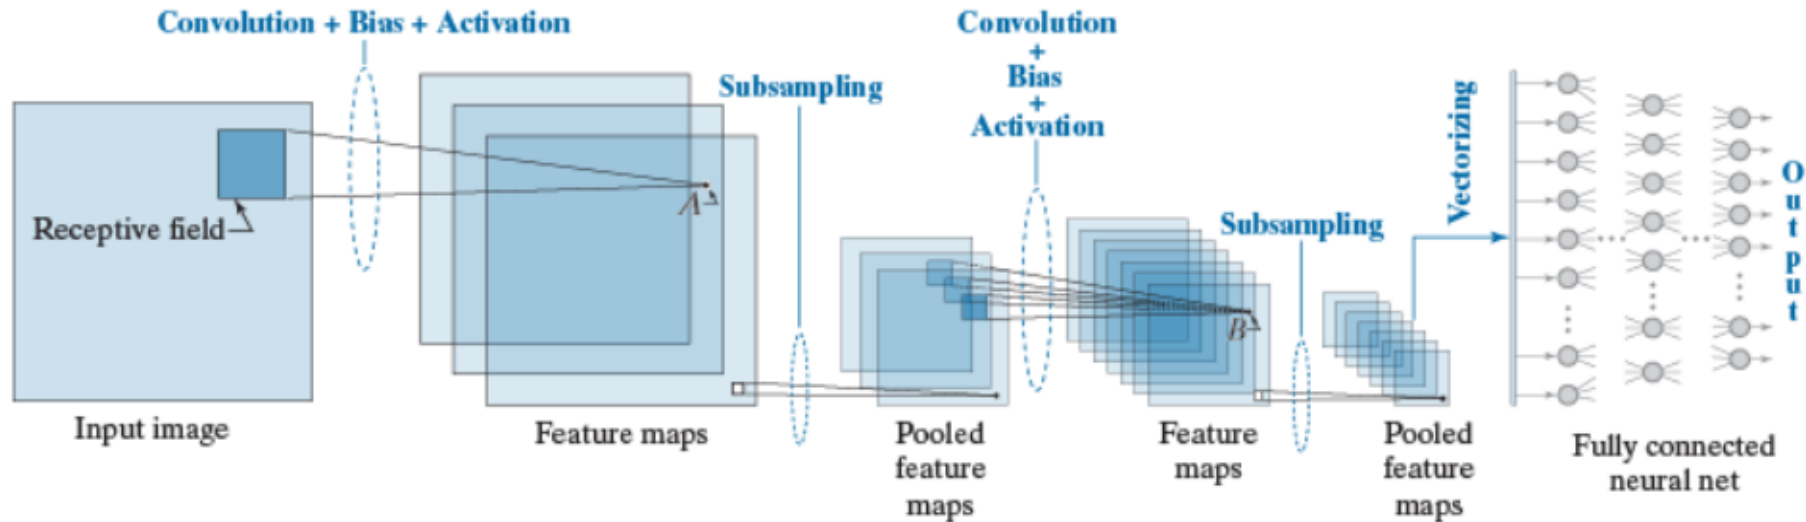 Convolution + Bias + Activation
Receptive field
Input image
A
Feature maps
Subsampling
Pooled
feature
maps
Convolution
+
Bias
+
Activation
B
Feature
maps
Subsampling
Pooled
feature
maps
Vectorizing
Fully connected
neural net
Output